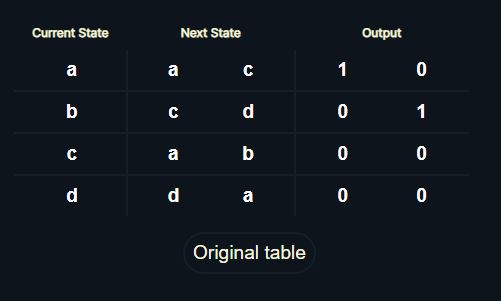 Current State Next State Output
a a c 1 0
b c d 0 1
c a b 0 0
d d a 0 0
Original table